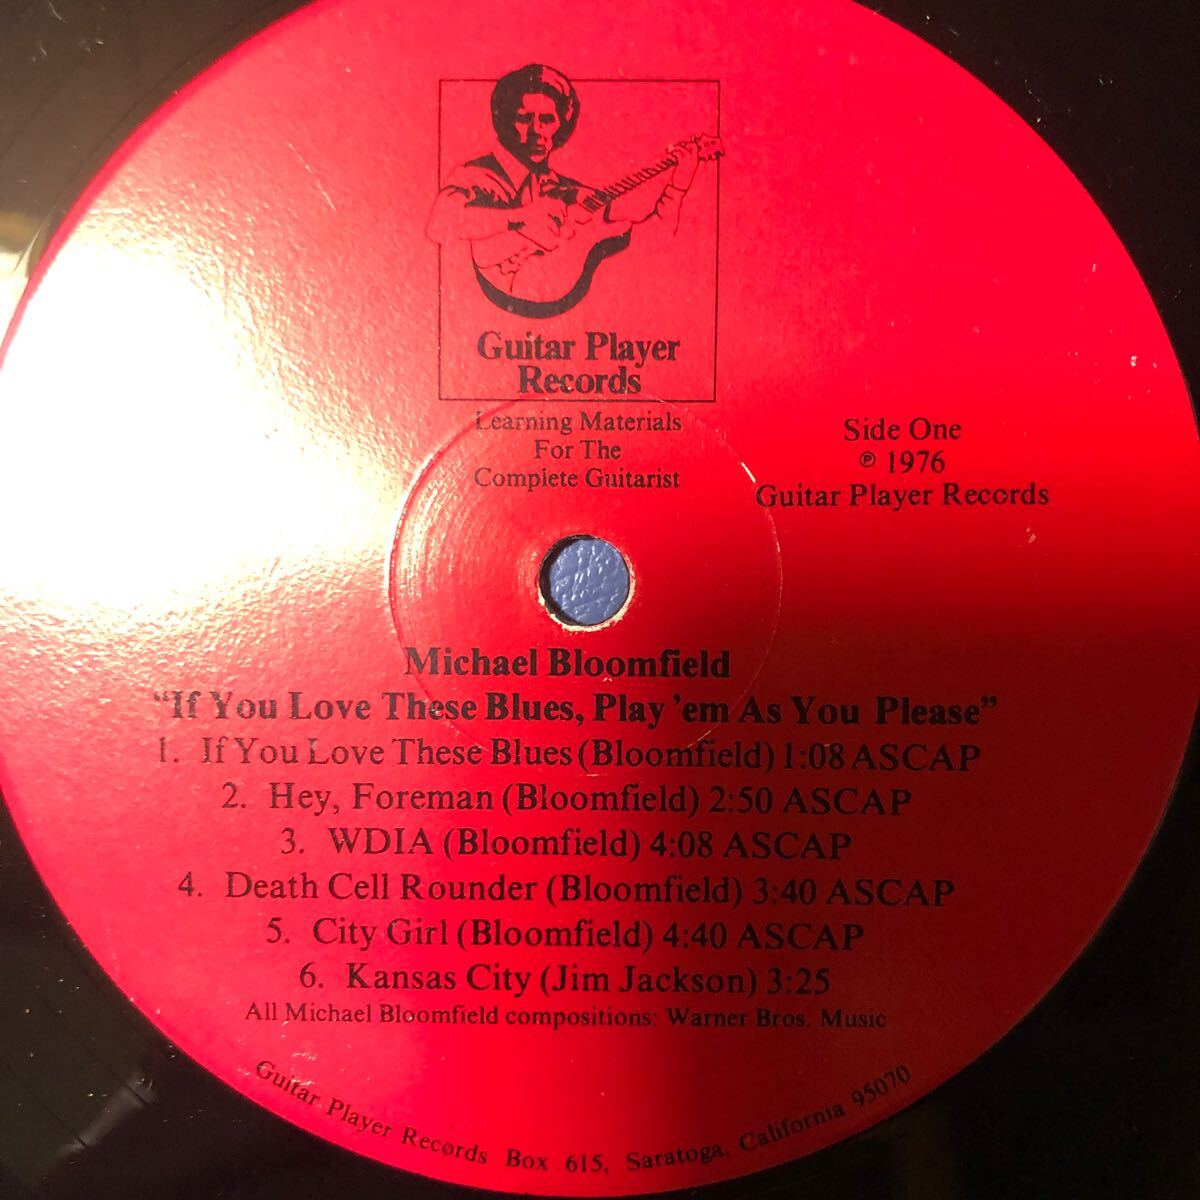 Guitar Player
Records
Learning Materials
For The
Complete Guitarist
Side One
℗ 1976
Guitar Player Records
Michael Bloomfield
“If You Love These Blues, Play ’em As You Please”
1. If You Love These Blues (Bloomfield) 1:08 ASCAP
2. Hey, Foreman (Bloomfield) 2:50 ASCAP
3. WDIA (Bloomfield) 4:08 ASCAP
4. Death Cell Rounder (Bloomfield) 3:40 ASCAP
5. City Girl (Bloomfield) 4:40 ASCAP
6. Kansas City (Jim Jackson) 3:25
All Michael Bloomfield compositions: Warner Bros. Music
Guitar Player Records Box 615, Saratoga, California 95070